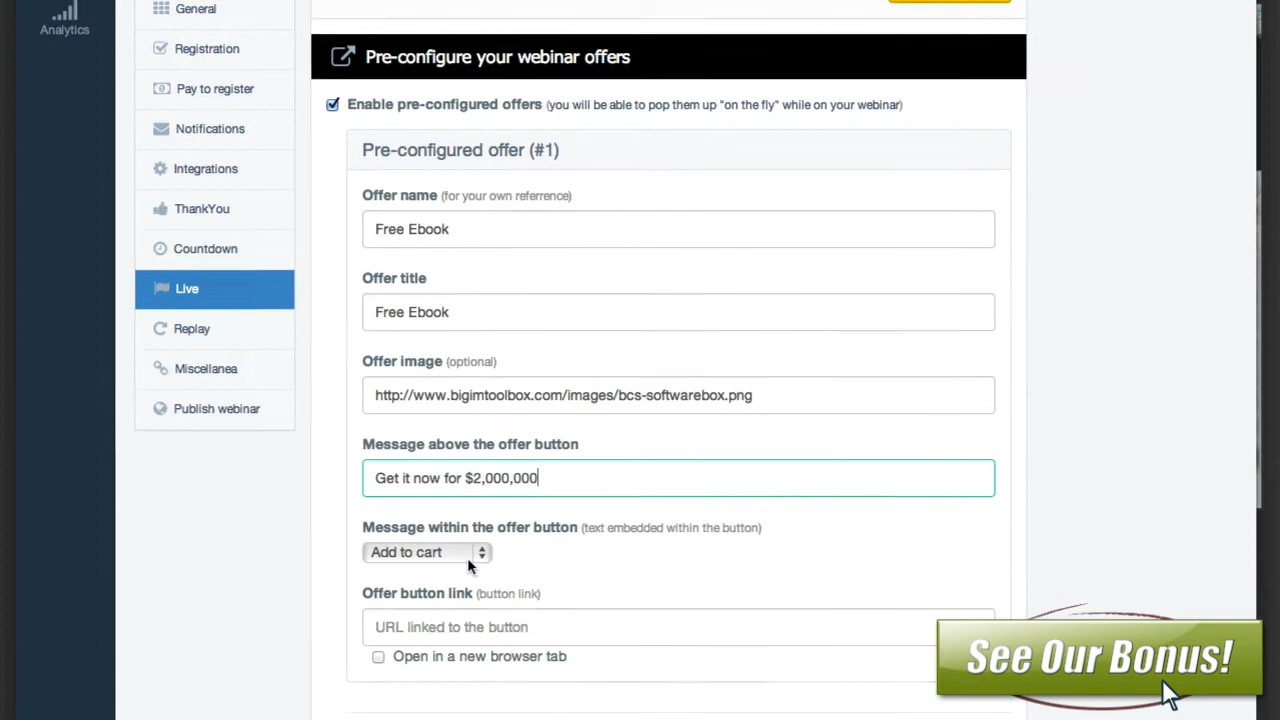 Analytics
General
Registration
Pay to register
Notifications
Integrations
ThankYou
Countdown
Live
Replay
Miscellanea
Publish webinar
Pre-configure your webinar offers
Enable pre-configured offers (you will be able to pop them up "on the fly" while on your webinar)
Pre-configured offer (#1)
Offer name (for your own referrence)
Free Ebook
Offer title
Free Ebook
Offer image (optional)
http://www.bigimtoolbox.com/images/bcs-softwarebox.png
Message above the offer button
Get it now for $2,000,000
Message within the offer button (text embedded within the button)
Add to cart
Offer button link (button link)
URL linked to the button
Open in a new browser tab
See Our Bonus!